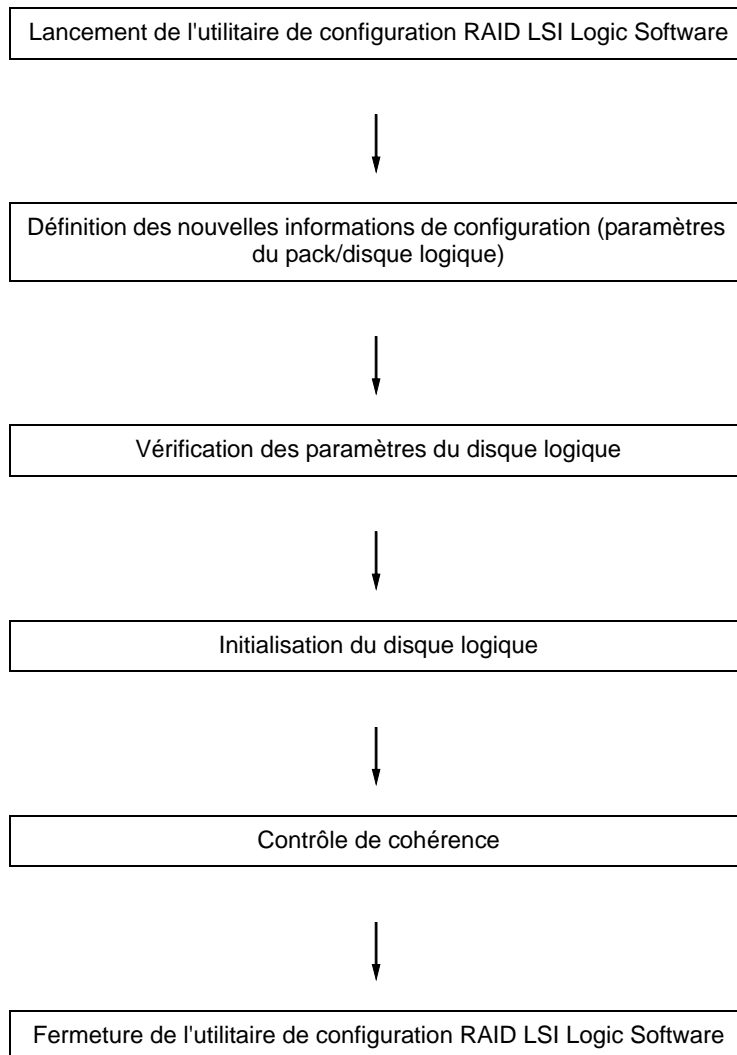 Lancement de l'utilitaire de configuration RAID LSI Logic Software
Définition des nouvelles informations de configuration (paramètres
du pack/disque logique)
Vérification des paramètres du disque logique
Initialisation du disque logique
Contrôle de cohérence
Fermeture de l'utilitaire de configuration RAID LSI Logic Software